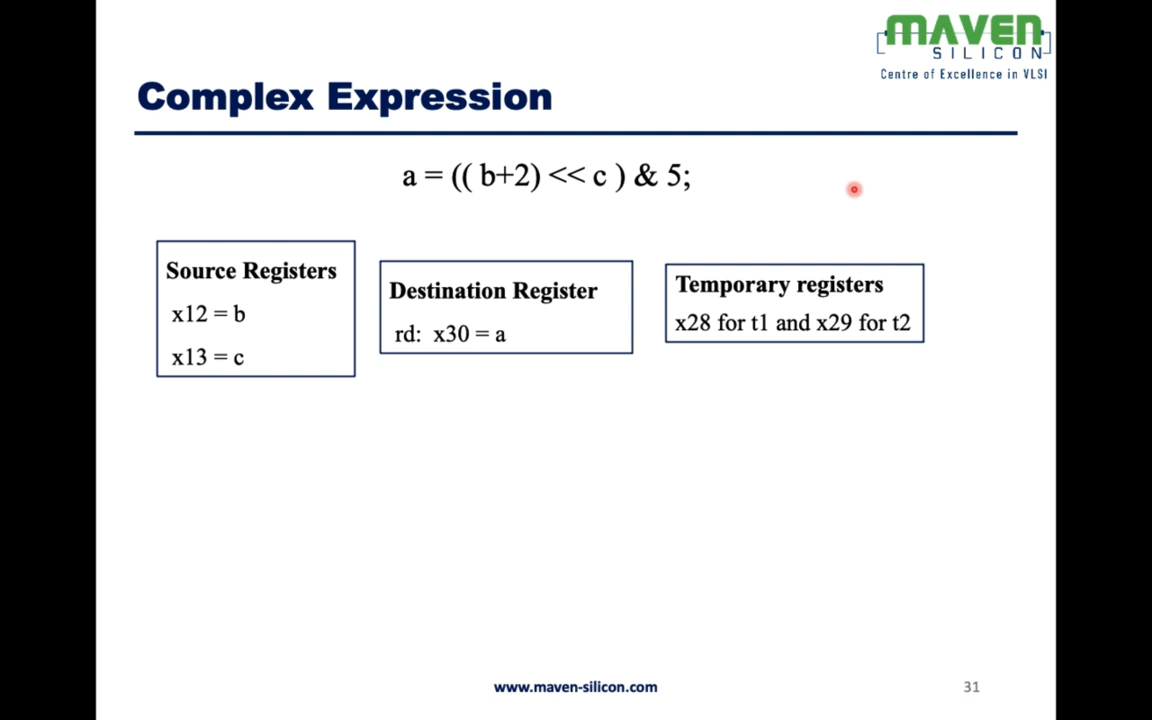 MAVEN
SILICON
Centre of Excellence in VLSI
Complex Expression
a = (( b+2) << c ) & 5;
Source Registers
x12 = b
x13 = c
Destination Register
rd: x30 = a
Temporary registers
x28 for t1 and x29 for t2
www.maven-silicon.com
31